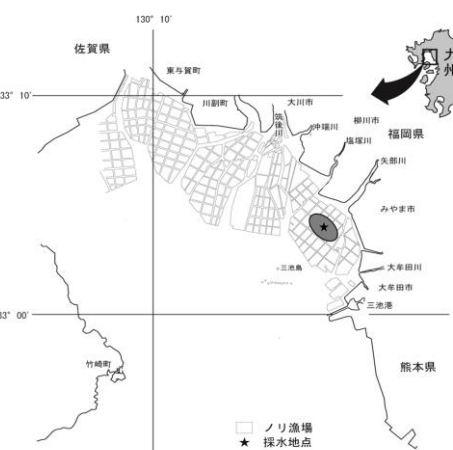 130° 10′
佐賀県
九州
東与賀町
33° 10′
川副町
大川市
筑後川
沖端川
柳川市
福岡県
塩塚川
矢部川
みやま市
三池島
大牟田川
大牟田市
33° 00′
三池港
竹崎町
熊本県
ノリ漁場
★ 採水地点